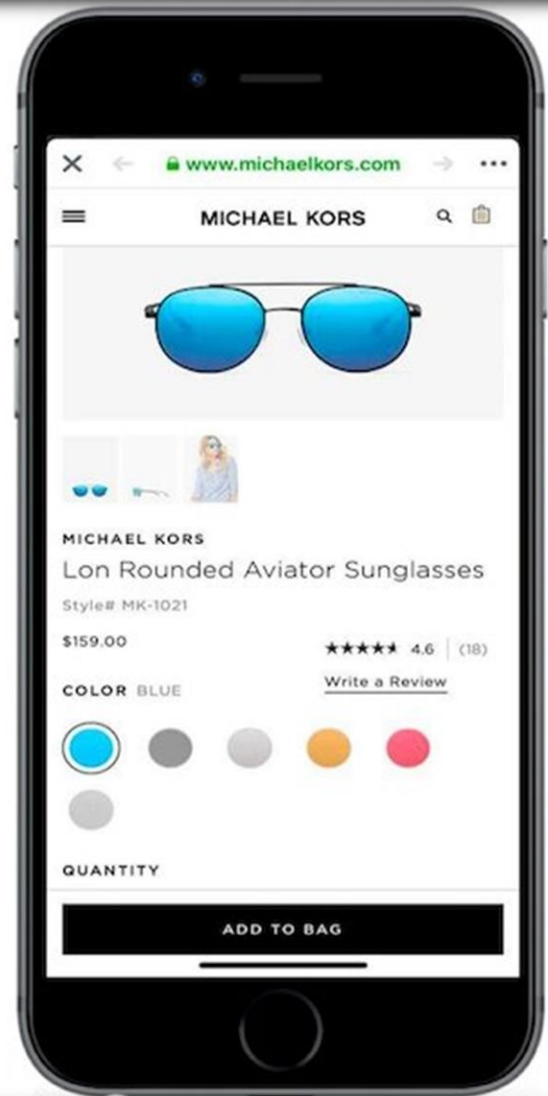 www.michaelkors.com
MICHAEL KORS
MICHAEL KORS
Lon Rounded Aviator Sunglasses
Style# MK-1021
$159.00
4.6 (18)
Write a Review
COLOR BLUE
QUANTITY
ADD TO BAG